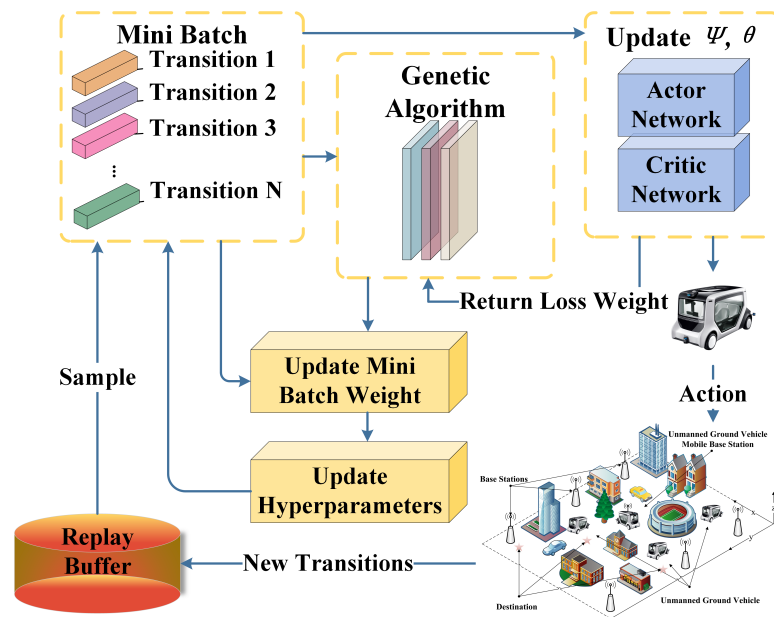 Mini Batch
Transition 1
Transition 2
Transition 3
...
Transition N
Genetic
Algorithm
Update Ψ, θ
Actor
Network
Critic
Network
Return Loss Weight
Update Mini
Batch Weight
Sample
Action
Update
Hyperparameters
Unmanned Ground Vehicle
Mobile Base Station
Base Stations
x
y
Replay
Buffer
New Transitions
Destination
Unmanned Ground Vehicle